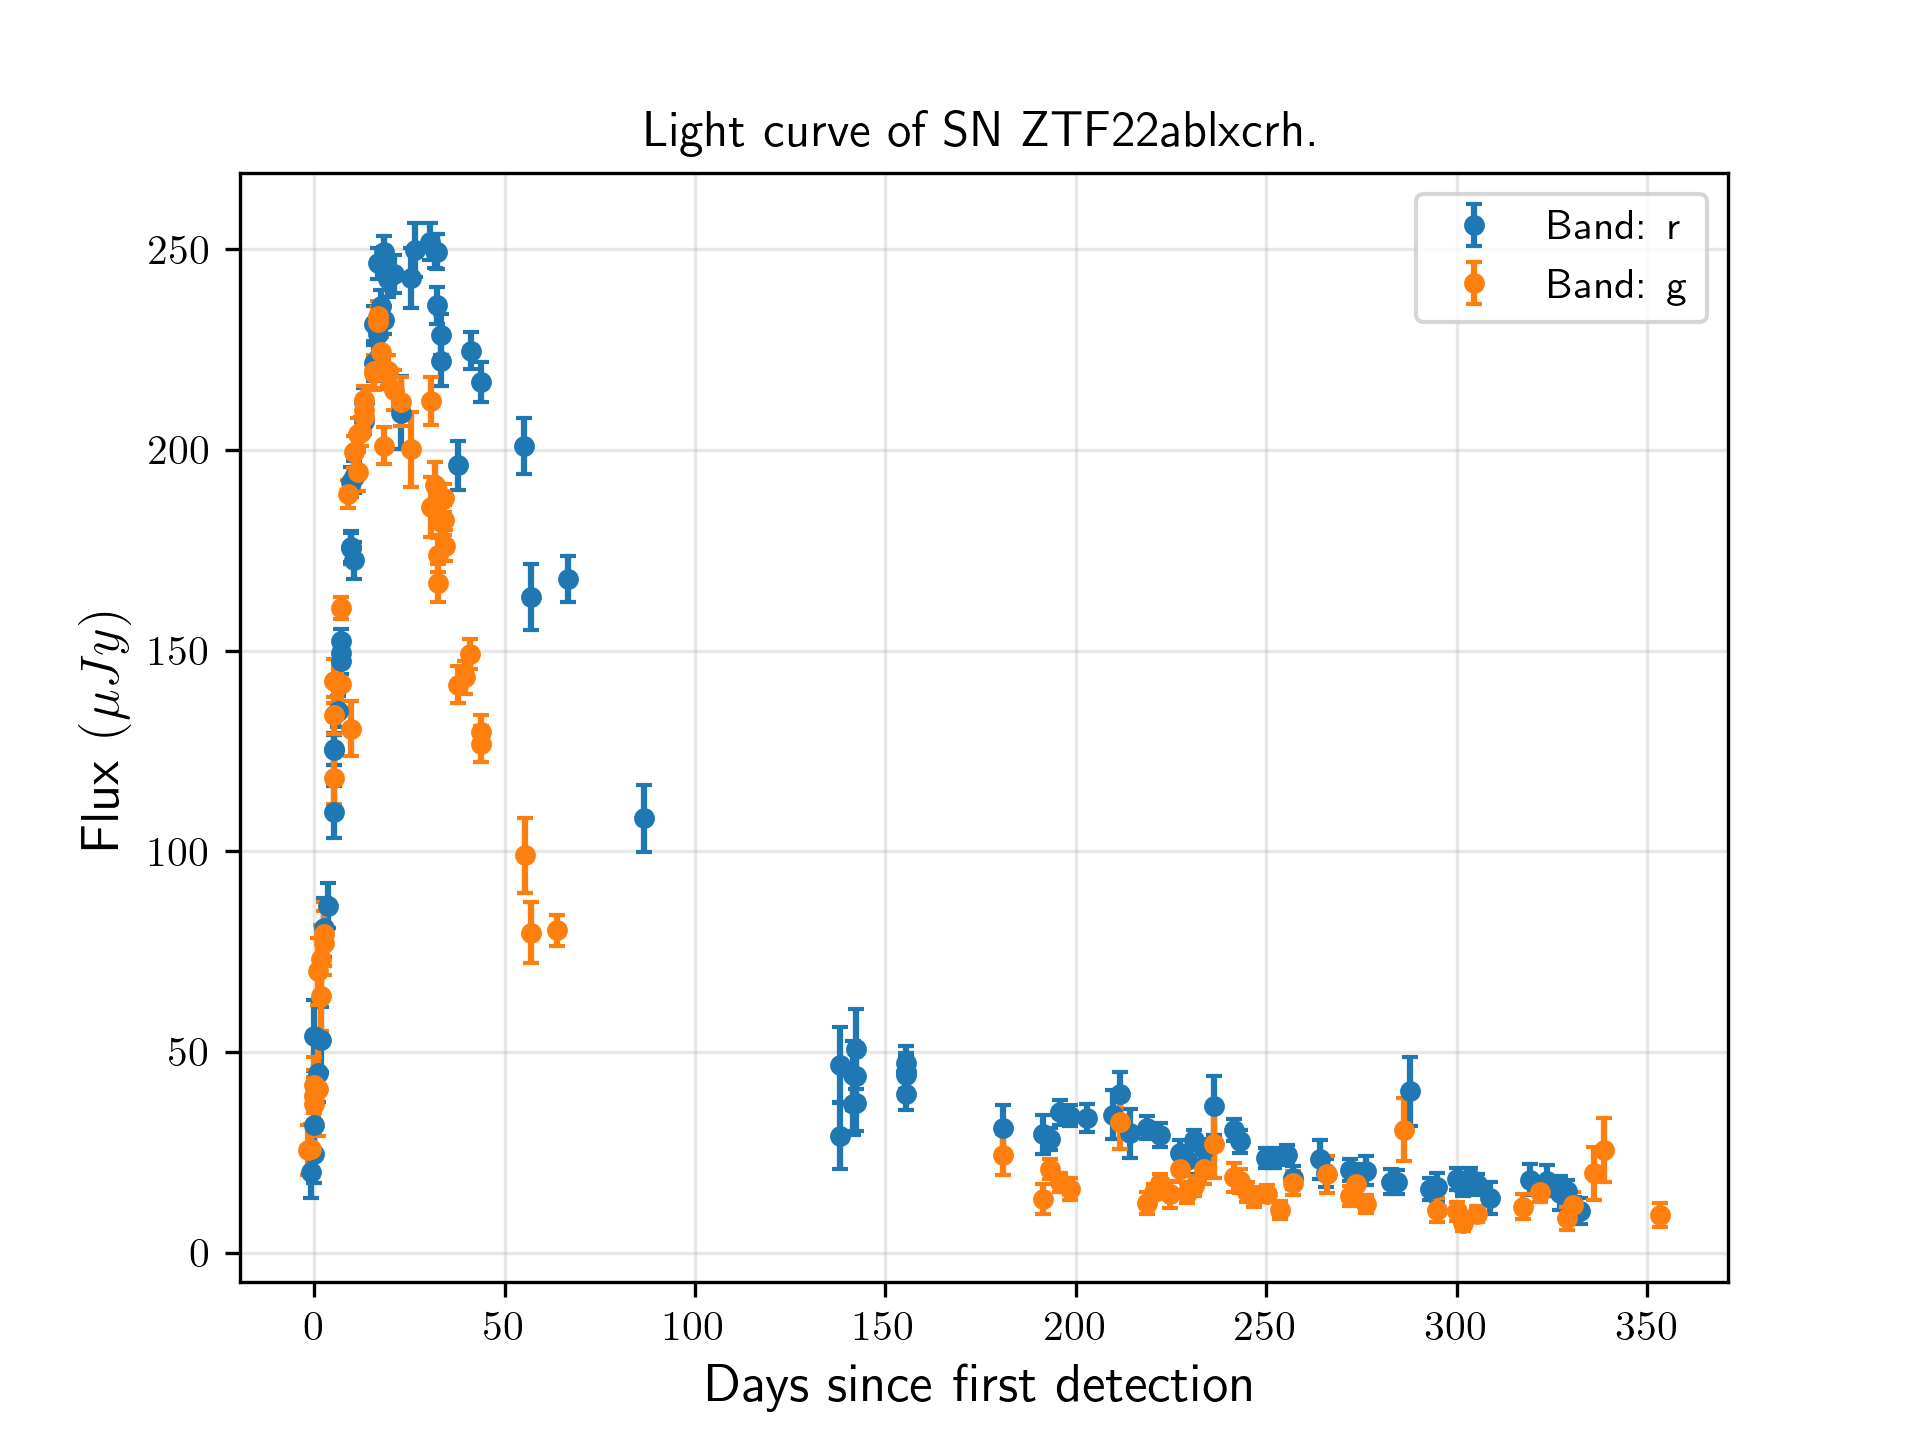 Light curve of SN ZTF22ablxcrh.
Band: r
Band: g
250
200
150
100
50
0
Flux (μJy)
0 50 100 150 200 250 300 350
Days since first detection